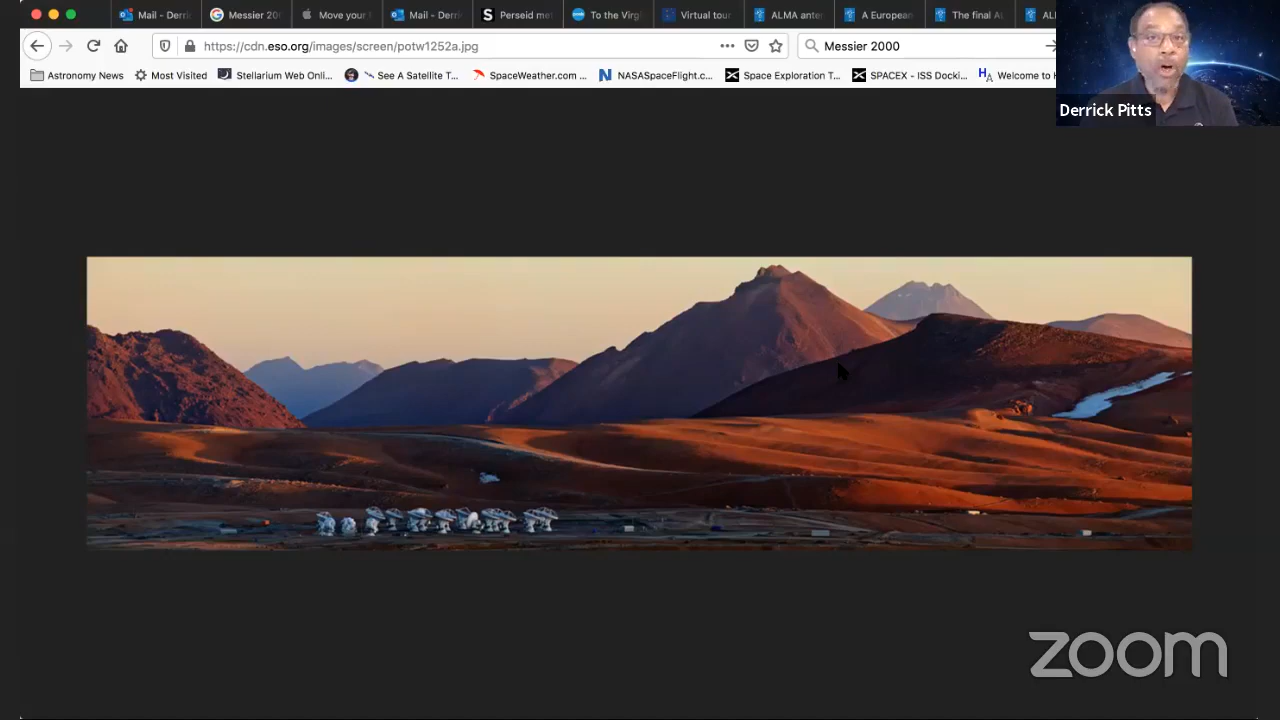 Mail - Derri
Messier 20
Move your
Mail - Derri
Perseid met
To the Virg
Virtual tour
ALMA anter
A European
The final A
AL
https://cdn.eso.org/images/screen/potw1252a.jpg
Messier 2000
Astronomy News
Most Visited
Stellarium Web Onli...
See A Satellite T...
SpaceWeather.com ...
NASASpaceFlight.c...
Space Exploration T...
SPACEX - ISS Docki...
Welcome to H
Derrick Pitts
zoom